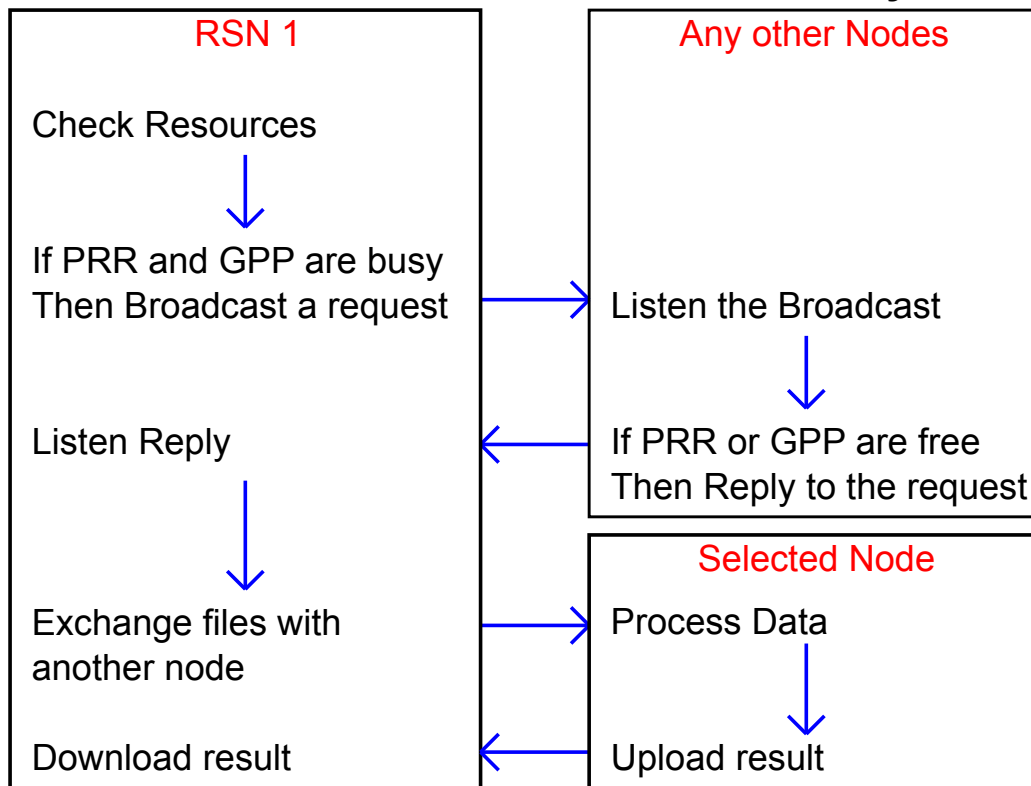 RSN 1
Check Resources
If PRR and GPP are busy
Then Broadcast a request
Listen Reply
Exchange files with
another node
Download result
Any other Nodes
Listen the Broadcast
If PRR or GPP are free
Then Reply to the request
Selected Node
Process Data
Upload result